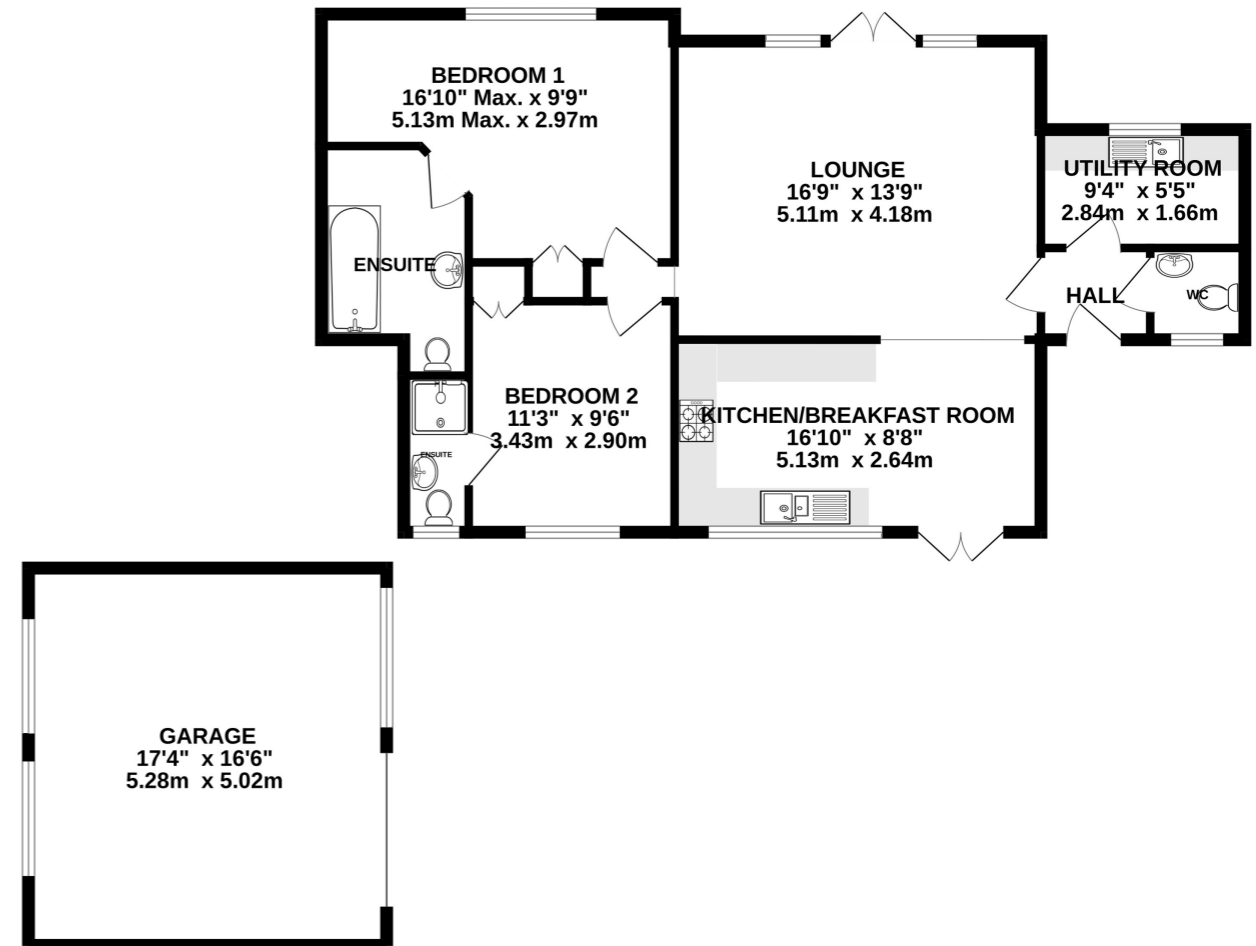 BEDROOM 1
16'10" Max. x 9'9"
5.13m Max. x 2.97m
LOUNGE
16'9" x 13'9"
5.11m x 4.18m
UTILITY ROOM
9'4" x 5'5"
2.84m x 1.66m
ENSUITE
HALL
WC
BEDROOM 2
11'3" x 9'6"
3.43m x 2.90m
ENSUITE
KITCHEN/BREAKFAST ROOM
16'10" x 8'8"
5.13m x 2.64m
GARAGE
17'4" x 16'6"
5.28m x 5.02m